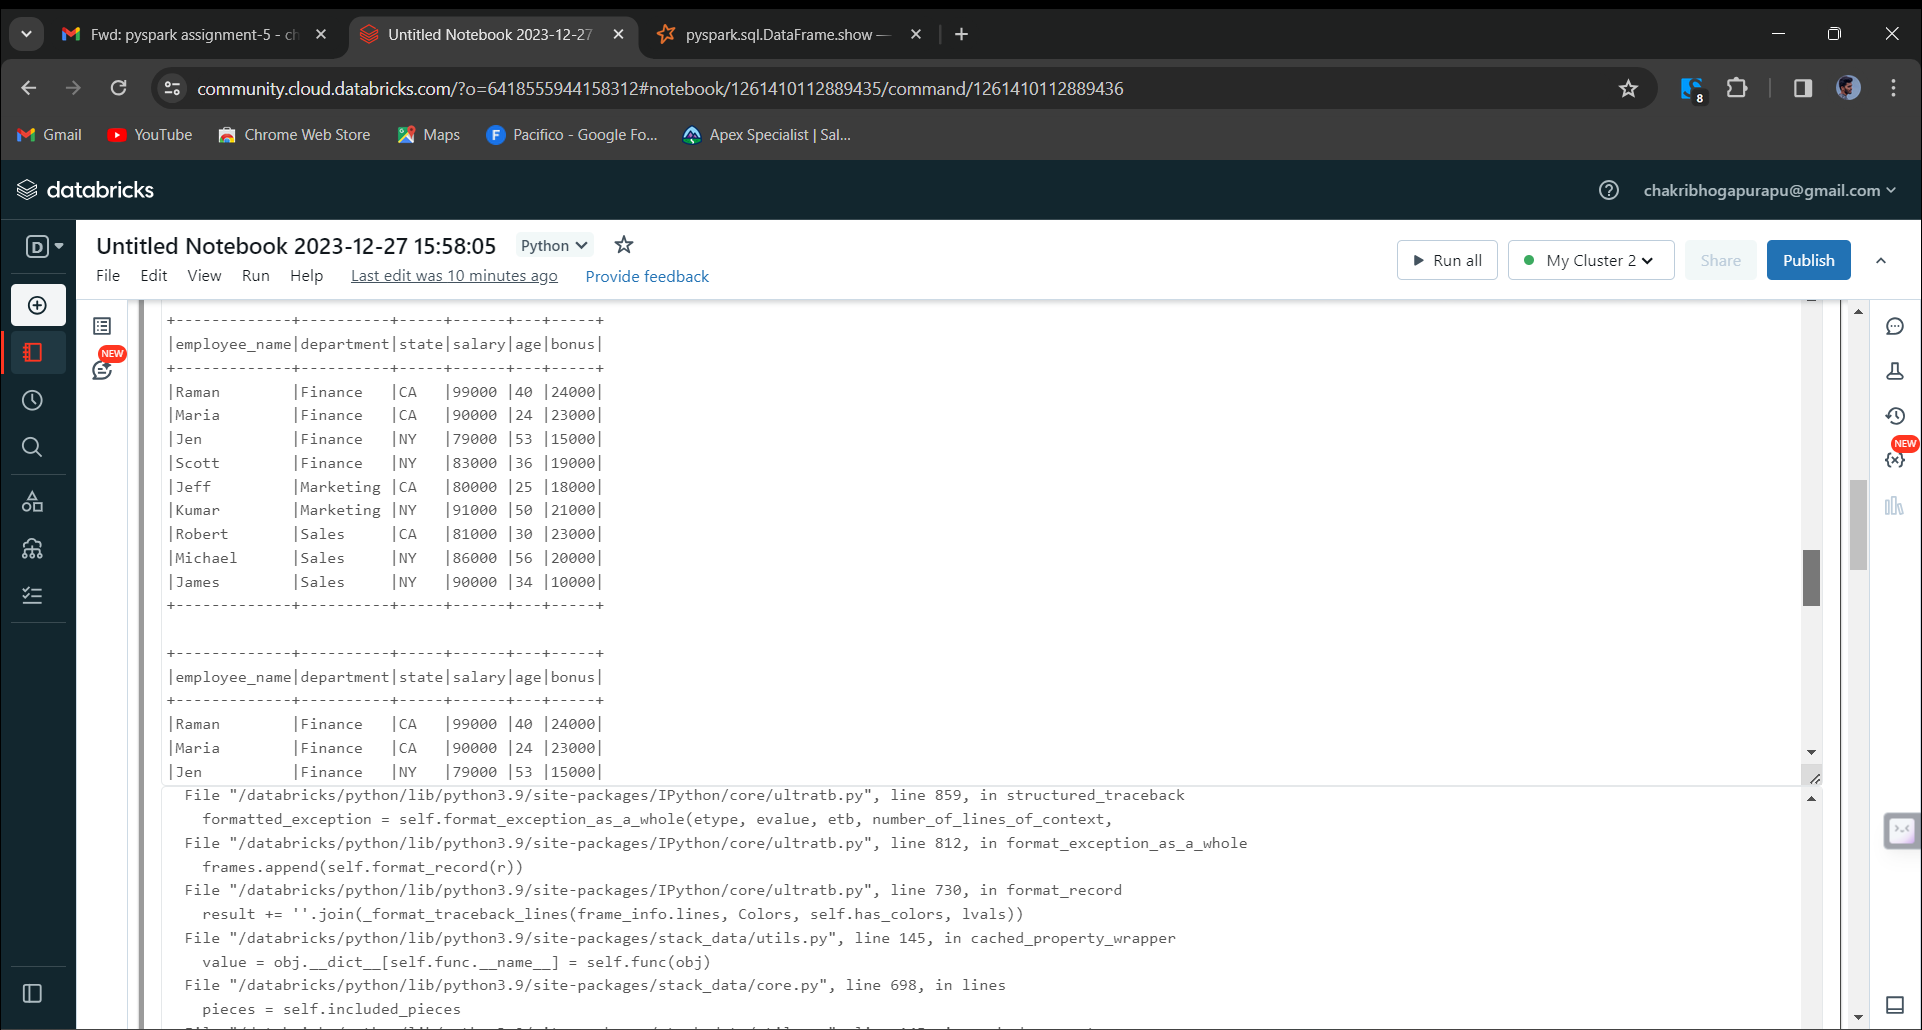 Fwd: pyspark assignment-5 - ch
Untitled Notebook 2023-12-27
pyspark.sql.DataFrame.show —
community.cloud.databricks.com/?o=6418555944158312#notebook/1261410112889435/command/1261410112889436
8
Gmail
YouTube
Chrome Web Store
Maps
Pacifico - Google Fo...
Apex Specialist | Sal...
databricks
chakribhogapurapu@gmail.com
D
Untitled Notebook 2023-12-27 15:58:05
Python
File Edit View Run Help Last edit was 10 minutes ago Provide feedback
Run all
My Cluster 2
Share
Publish
NEW
NEW
+-------------+----------+-----+------+---+-----+
|employee_name|department|state|salary|age|bonus|
+-------------+----------+-----+------+---+-----+
|Raman        |Finance   |CA   |99000 |40 |24000|
|Maria        |Finance   |CA   |90000 |24 |23000|
|Jen          |Finance   |NY   |79000 |53 |15000|
|Scott        |Finance   |NY   |83000 |36 |19000|
|Jeff         |Marketing |CA   |80000 |25 |18000|
|Kumar        |Marketing |NY   |91000 |50 |21000|
|Robert       |Sales     |CA   |81000 |30 |23000|
|Michael      |Sales     |NY   |86000 |56 |20000|
|James        |Sales     |NY   |90000 |34 |10000|
+-------------+----------+-----+------+---+-----+
+-------------+----------+-----+------+---+-----+
|employee_name|department|state|salary|age|bonus|
+-------------+----------+-----+------+---+-----+
|Raman        |Finance   |CA   |99000 |40 |24000|
|Maria        |Finance   |CA   |90000 |24 |23000|
|Jen          |Finance   |NY   |79000 |53 |15000|
File "/databricks/python/lib/python3.9/site-packages/IPython/core/ultratb.py", line 859, in structured_traceback
formatted_exception = self.format_exception_as_a_whole(etype, evalue, etb, number_of_lines_of_context,
File "/databricks/python/lib/python3.9/site-packages/IPython/core/ultratb.py", line 812, in format_exception_as_a_whole
frames.append(self.format_record(r))
File "/databricks/python/lib/python3.9/site-packages/IPython/core/ultratb.py", line 730, in format_record
result += ''.join(_format_traceback_lines(frame_info.lines, Colors, self.has_colors, lvals))
File "/databricks/python/lib/python3.9/site-packages/stack_data/utils.py", line 145, in cached_property_wrapper
value = obj.__dict__[self.func.__name__] = self.func(obj)
File "/databricks/python/lib/python3.9/site-packages/stack_data/core.py", line 698, in lines
pieces = self.included_pieces